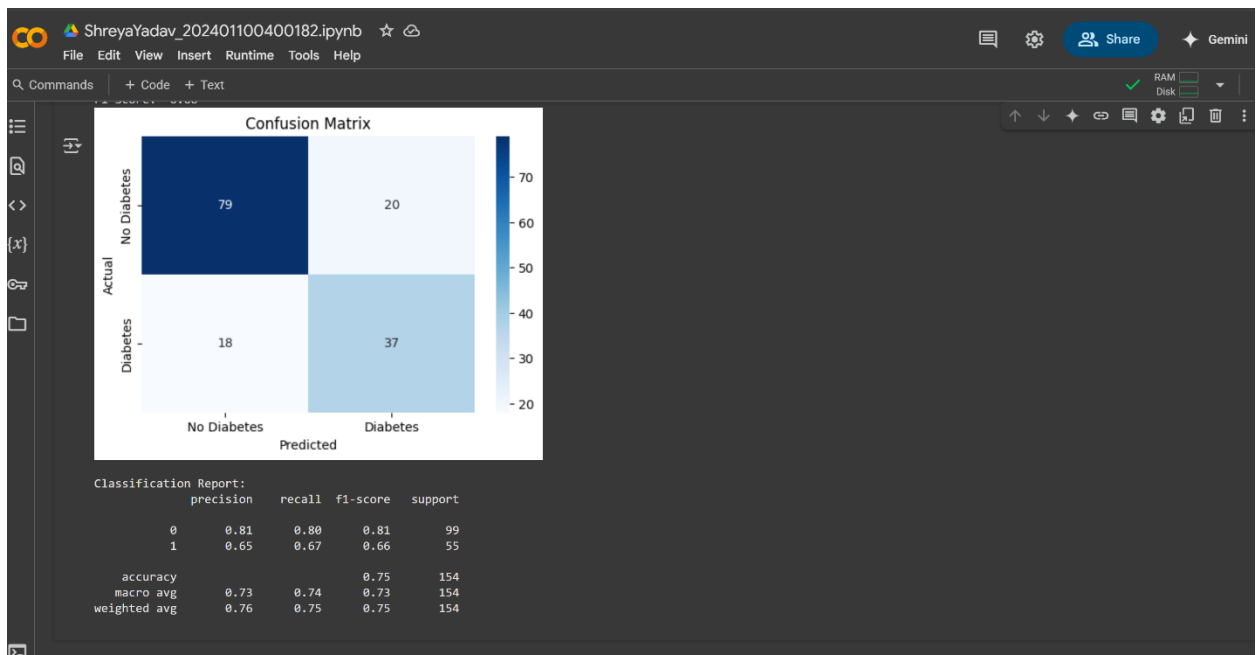 ShreyaYadav_202401100400182.ipynb
Share
Gemini
File Edit View Insert Runtime Tools Help
Commands + Code + Text
RAM
Disk
Confusion Matrix
No Diabetes
79
20
Diabetes
18
37
Actual
No Diabetes
Diabetes
Predicted
70
60
50
40
30
20
Classification Report:
precision recall f1-score support
0 0.81 0.80 0.81 99
1 0.65 0.67 0.66 55
accuracy 0.75 154
macro avg 0.73 0.74 0.73 154
weighted avg 0.76 0.75 0.75 154
{x}